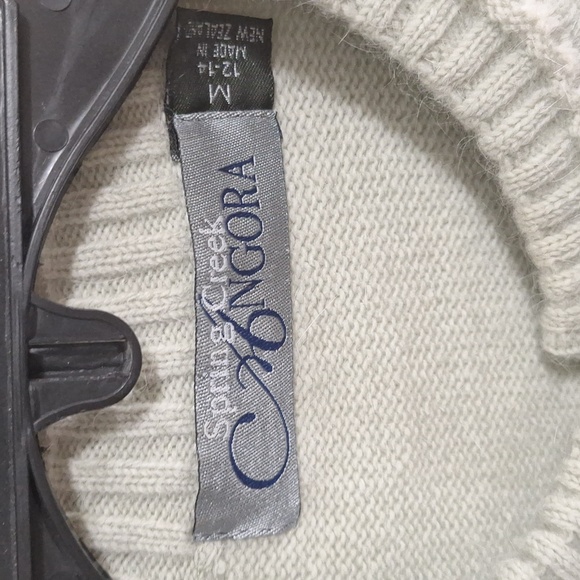 Spring Creek
ANGORA
M
12-14
MADE IN
NEW ZEALAND